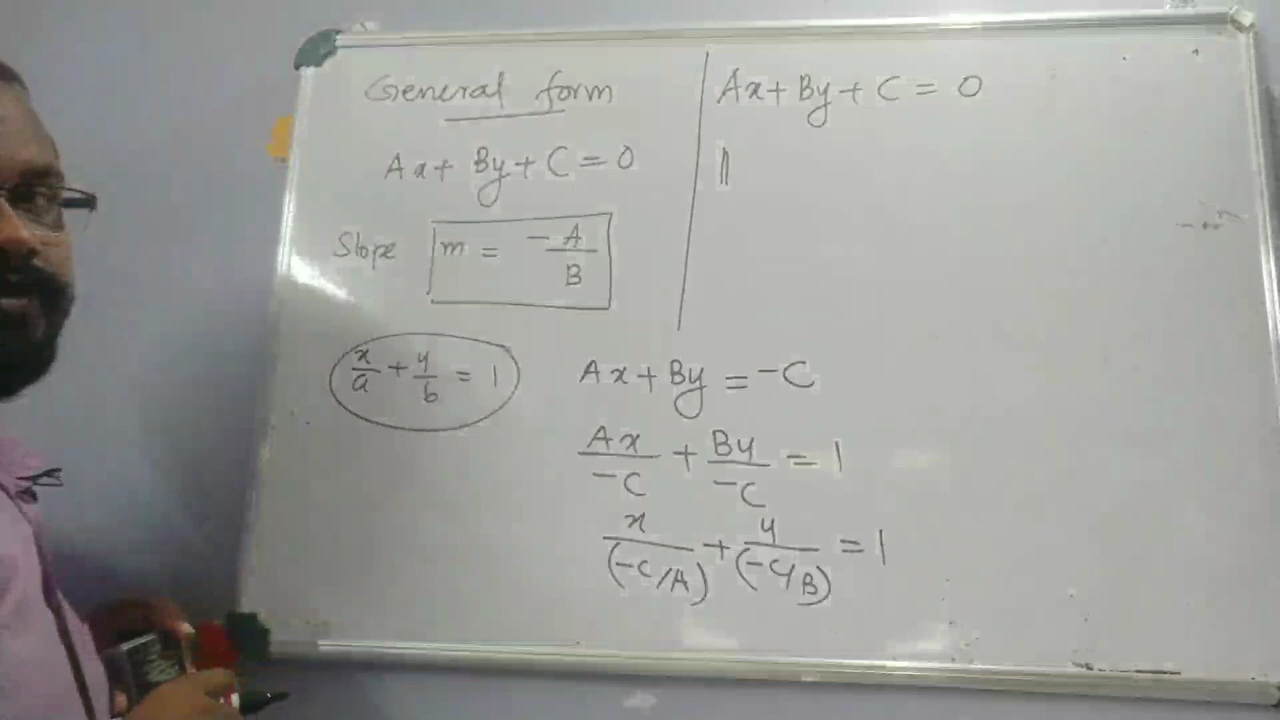 General form
Ax + By + C = 0
Slope m = -A/B
Ax + By + C = 0
||
x/a + y/b = 1
Ax + By = -C
Ax/-C + By/-C = 1
x/(-C/A) + y/(-C/B) = 1